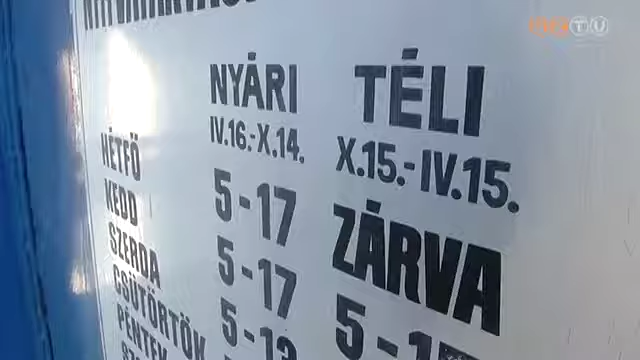 NYÁRI TÉLI
IV.16.-X.14. X.15.-IV.15.
HÉTFŐ 5-17 ZÁRVA
KEDD 5-17
SZERDA
CSÜTÖRTÖK
PÉNTEK